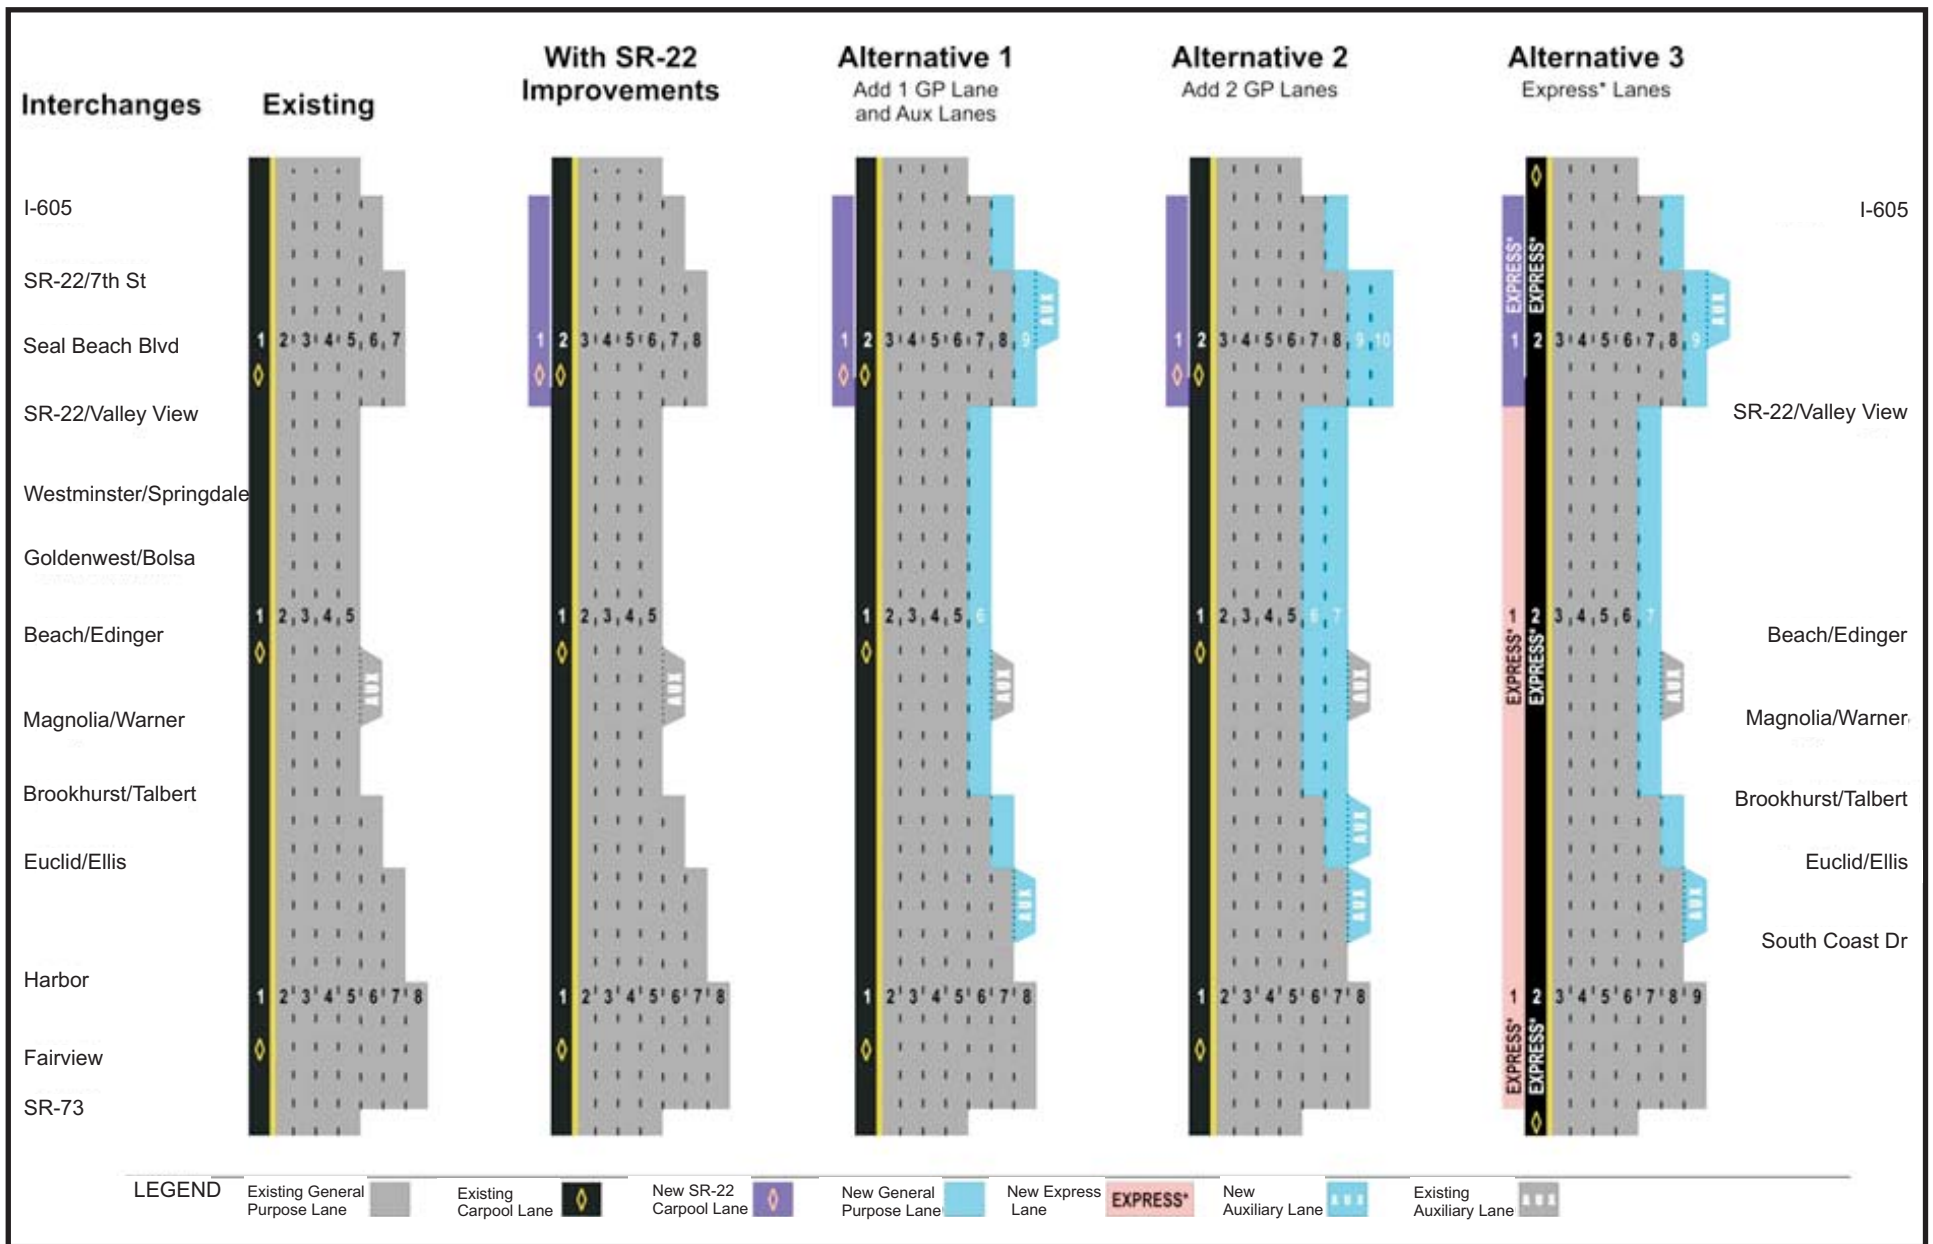 Interchanges
Existing
With SR-22
Improvements
Alternative 1
Add 1 GP Lane
and Aux Lanes
Alternative 2
Add 2 GP Lanes
Alternative 3
Express* Lanes
I-605
SR-22/7th St
Seal Beach Blvd
SR-22/Valley View
Westminster/Springdale
Goldenwest/Bolsa
Beach/Edinger
Magnolia/Warner
Brookhurst/Talbert
Euclid/Ellis
Harbor
Fairview
SR-73
1 2 3 4 5 6 7
1 2 3 4 5
AUX
1 2 3 4 5 6 7 8
1 2 3 4 5 6 7 8
1 2 3 4 5
AUX
1 2 3 4 5 6 7 8
1 2 3 4 5 6 7 8 9
AUX
1 2 3 4 5 6
AUX
AUX
1 2 3 4 5 6 7 8
1 2 3 4 5 6 7 8 9 10
1 2 3 4 5 6 7
AUX
AUX
AUX
1 2 3 4 5 6 7 8
EXPRESS*
EXPRESS*
AUX
1 2 3 4 5 6 7 8 9
1 2 3 4 5 6 7
EXPRESS*
EXPRESS*
AUX
AUX
1 2 3 4 5 6 7 8 9
EXPRESS*
EXPRESS*
I-605
SR-22/Valley View
Beach/Edinger
Magnolia/Warner
Brookhurst/Talbert
Euclid/Ellis
South Coast Dr
LEGEND
Existing General
Purpose Lane
Existing
Carpool Lane
New SR-22
Carpool Lane
New General
Purpose Lane
New Express
Lane
EXPRESS*
New
Auxiliary Lane
AUX
Existing
Auxiliary Lane
AUX